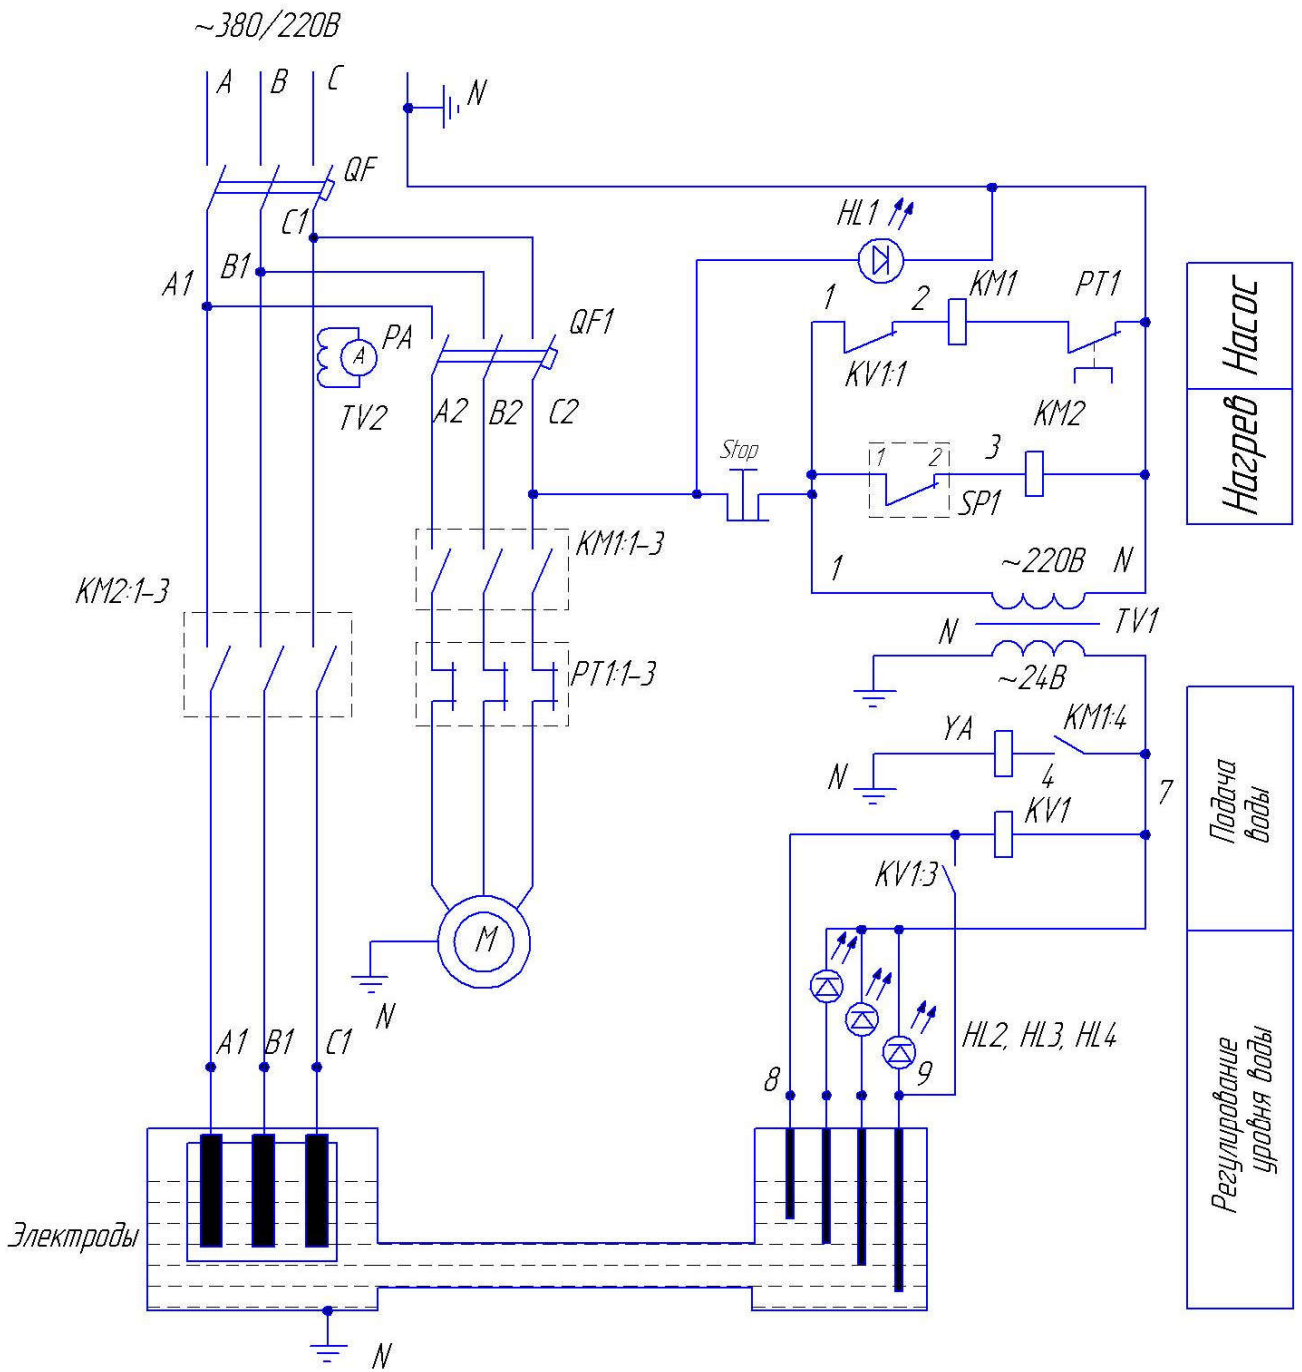 ~380/220В
A B C N
QF
C1
HL1
B1
A1
1 2 KM1 PT1
QF1
PA
A
KV1:1
TV2
A2 B2 C2
KM2
Stop
1 2 3
SP1
KM1:1-3
KM2:1-3
1 ~220В N
TV1
N
~24В
PT1:1-3
YA KM1:4
N 4
7
KV1
KV1:3
M
N
HL2, HL3, HL4
A1 B1 C1
8 9
Электроды
N
Насос
Нагрев
Подача
воды
Регулирование
уровня воды